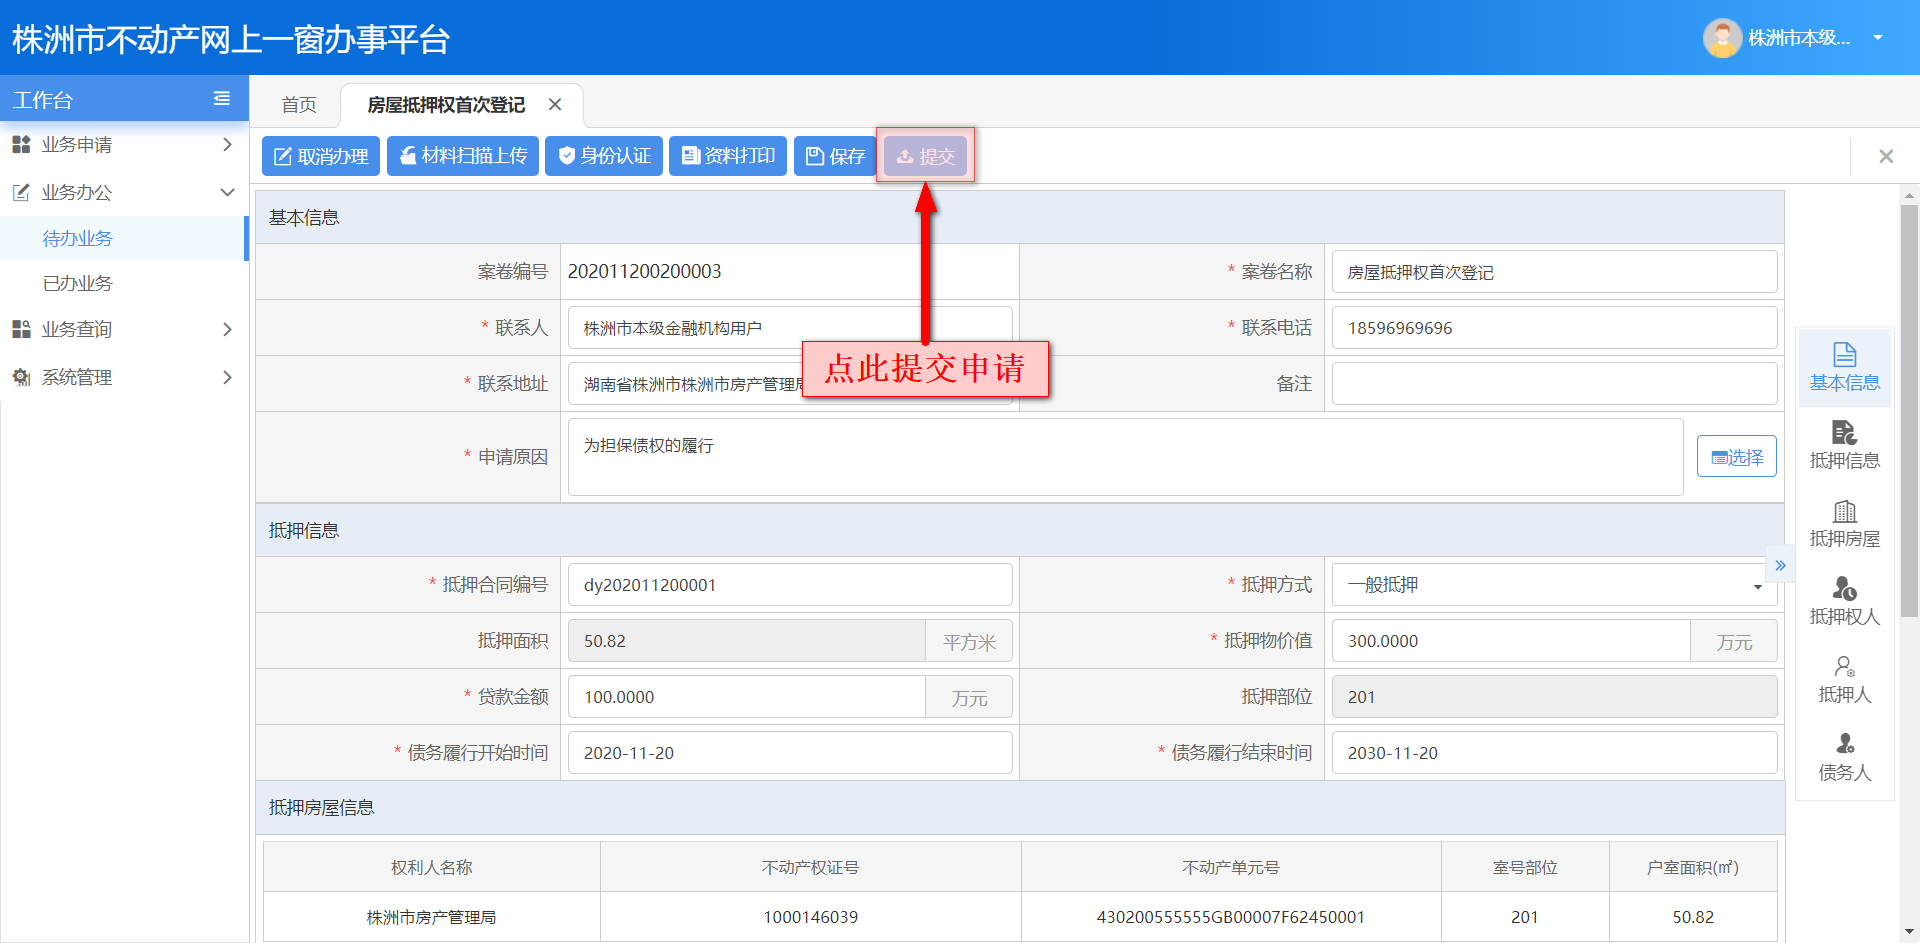 株洲市不动产网上一窗办事平台
株洲市本级...
工作台
首页
房屋抵押权首次登记
业务申请
业务办公
待办业务
已办业务
业务查询
系统管理
取消办理
材料扫描上传
身份认证
资料打印
保存
提交
点此提交申请
基本信息
案卷编号 202011200200003
* 案卷名称 房屋抵押权首次登记
* 联系人 株洲市本级金融机构用户
* 联系电话 18596969696
* 联系地址 湖南省株洲市株洲市房产管理局
备注
* 申请原因 为担保债权的履行
选择
抵押信息
* 抵押合同编号 dy202011200001
* 抵押方式 一般抵押
抵押面积 50.82 平方米
* 抵押物价值 300.0000 万元
* 贷款金额 100.0000 万元
抵押部位 201
* 债务履行开始时间 2020-11-20
* 债务履行结束时间 2030-11-20
抵押房屋信息
权利人名称 不动产权证号 不动产单元号 室号部位 户室面积(㎡)
株洲市房产管理局 1000146039 430200555555GB00007F62450001 201 50.82
基本信息
抵押信息
抵押房屋
抵押权人
抵押人
债务人